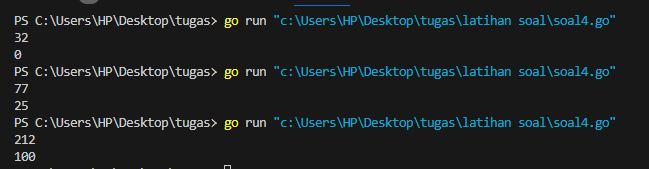 PS C:\Users\HP\Desktop\tugas> go run "c:\Users\HP\Desktop\tugas\latihan soal\soal4.go"
32
0
PS C:\Users\HP\Desktop\tugas> go run "c:\Users\HP\Desktop\tugas\latihan soal\soal4.go"
77
25
PS C:\Users\HP\Desktop\tugas> go run "c:\Users\HP\Desktop\tugas\latihan soal\soal4.go"
212
100